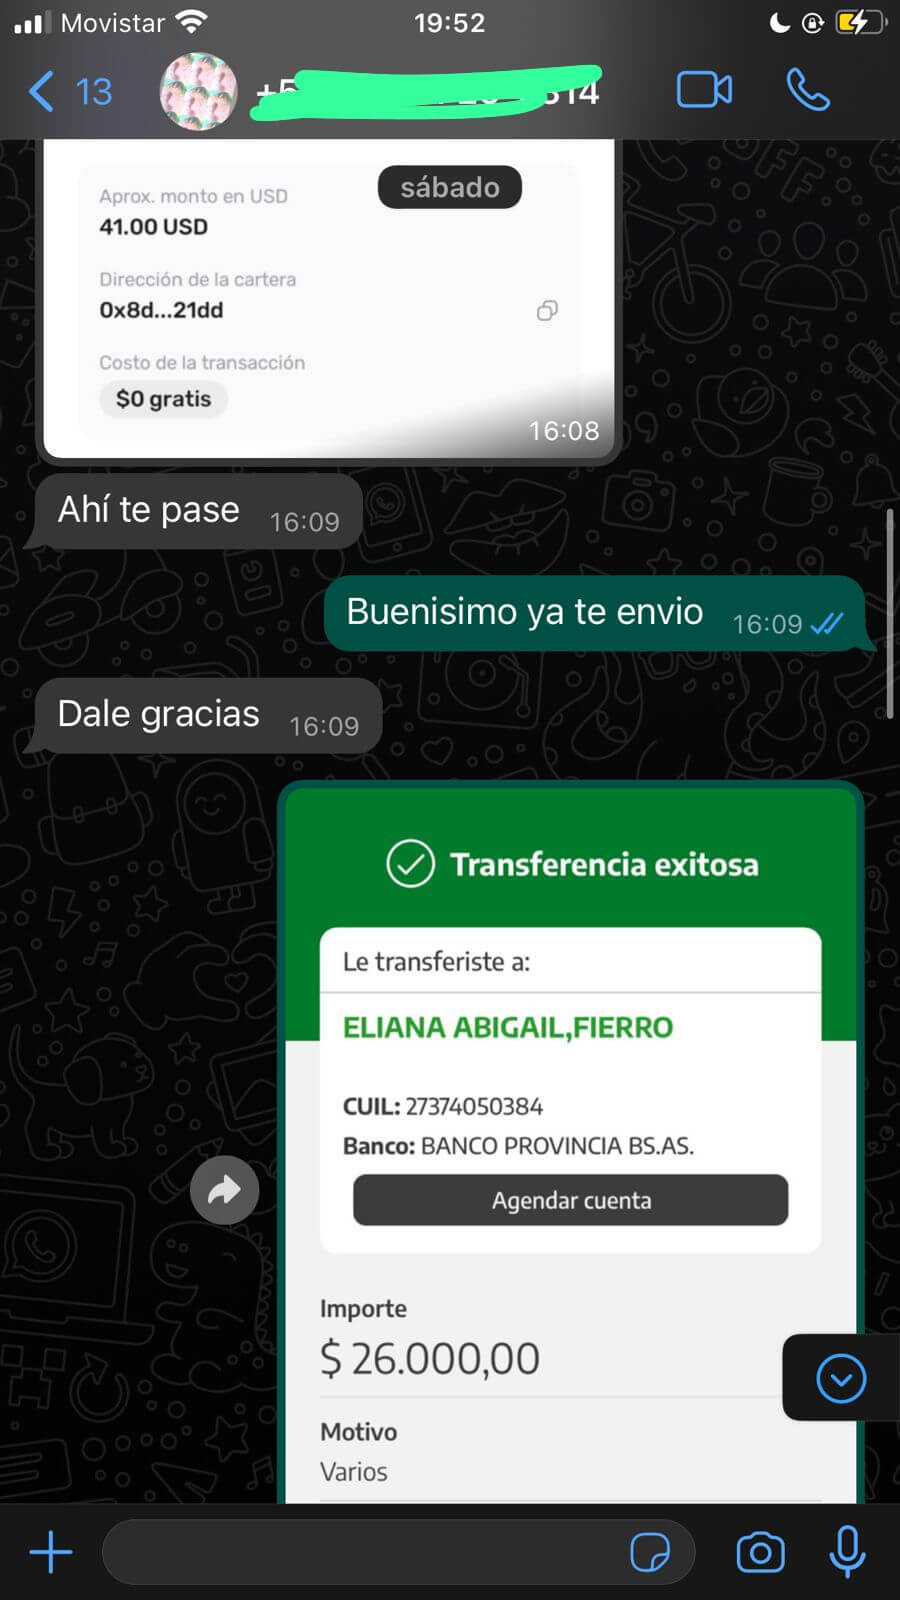 Movistar 19:52
13
sábado
Aprox. monto en USD
41.00 USD
Dirección de la cartera
0x8d...21dd
Costo de la transacción
$0 gratis
16:08
Ahí te pase 16:09
Buenisimo ya te envio 16:09
Dale gracias 16:09
Transferencia exitosa
Le transferiste a:
ELIANA ABIGAIL,FIERRO
CUIL: 27374050384
Banco: BANCO PROVINCIA BS.AS.
Agendar cuenta
Importe
$ 26.000,00
Motivo
Varios